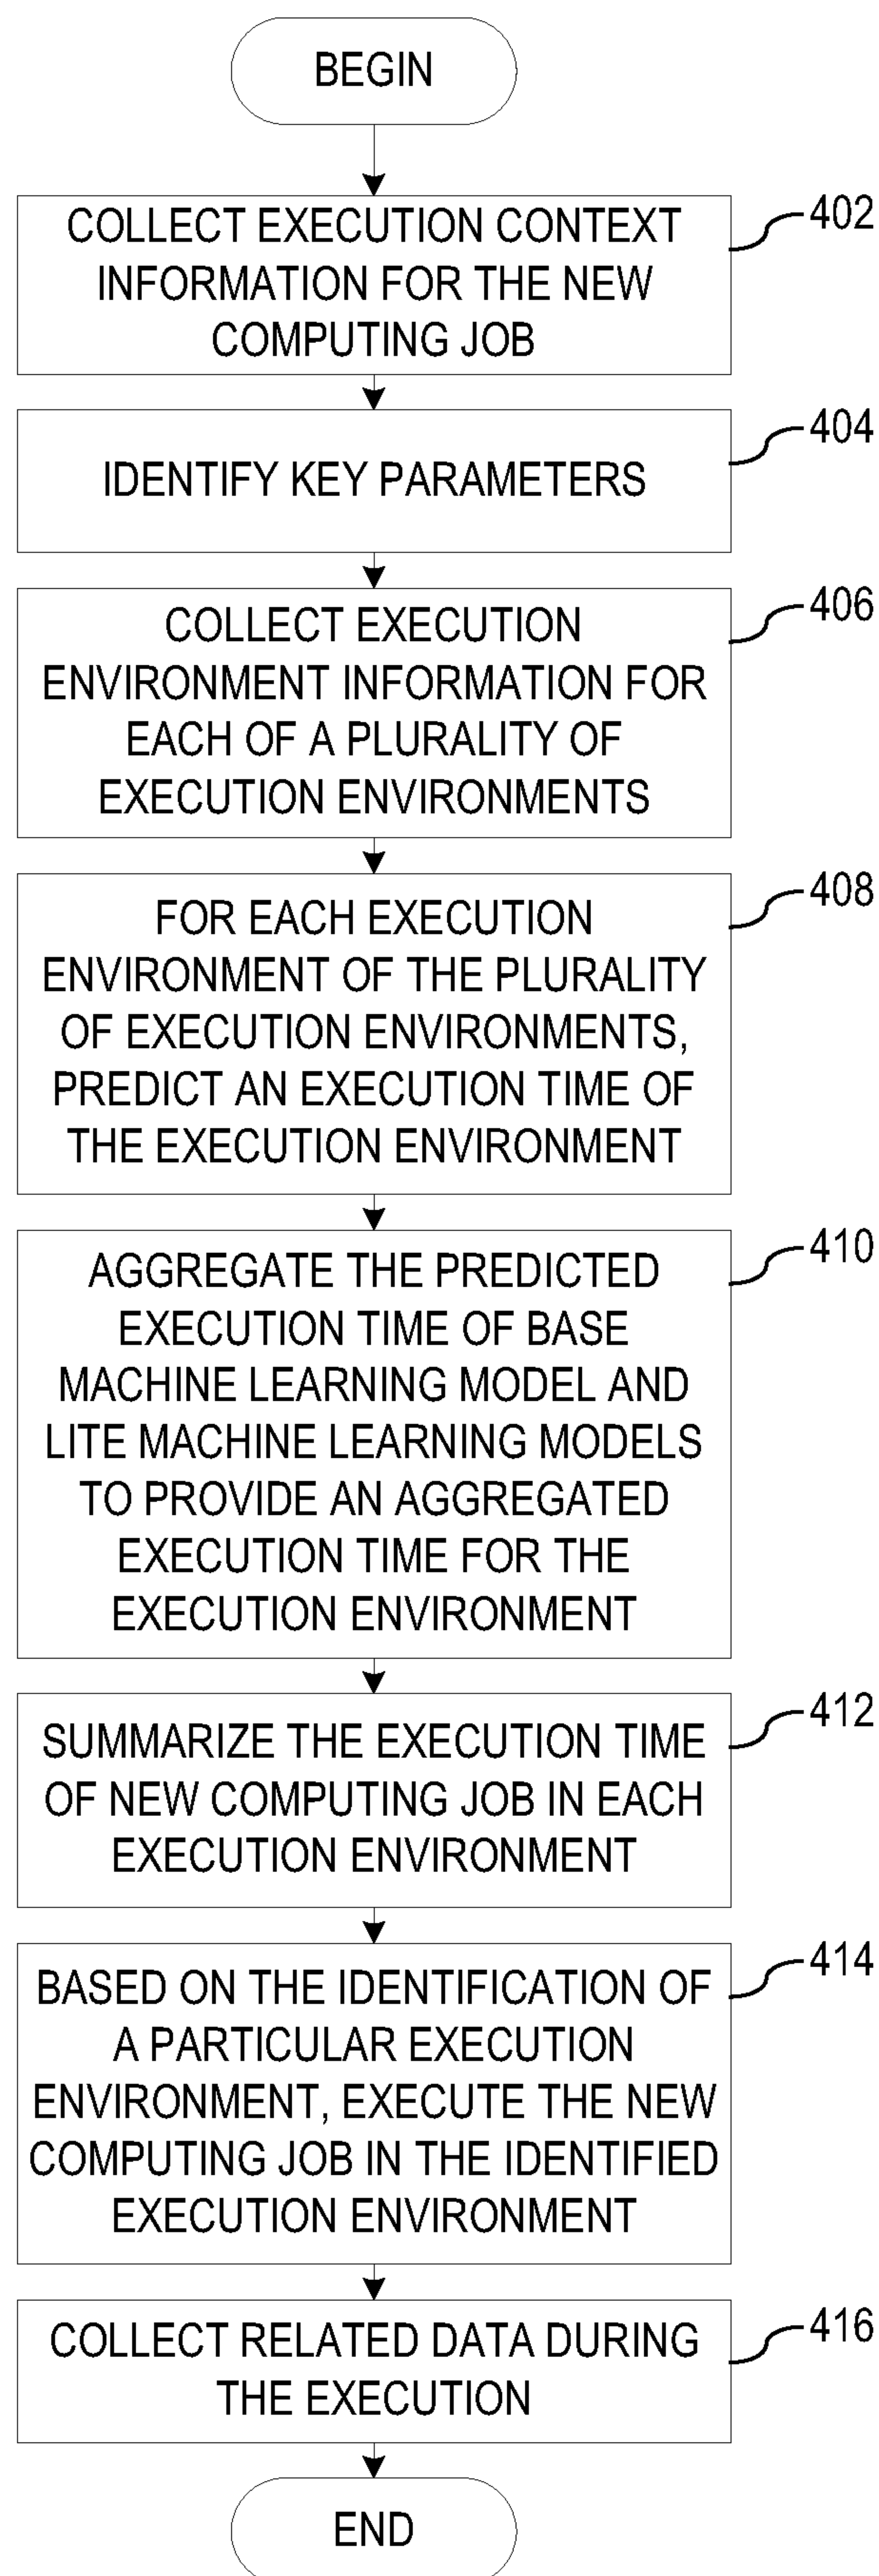 BEGIN
COLLECT EXECUTION CONTEXT
INFORMATION FOR THE NEW
COMPUTING JOB
402
IDENTIFY KEY PARAMETERS
404
COLLECT EXECUTION
ENVIRONMENT INFORMATION FOR
EACH OF A PLURALITY OF
EXECUTION ENVIRONMENTS
406
FOR EACH EXECUTION
ENVIRONMENT OF THE PLURALITY
OF EXECUTION ENVIRONMENTS,
PREDICT AN EXECUTION TIME OF
THE EXECUTION ENVIRONMENT
408
AGGREGATE THE PREDICTED
EXECUTION TIME OF BASE
MACHINE LEARNING MODEL AND
LITE MACHINE LEARNING MODELS
TO PROVIDE AN AGGREGATED
EXECUTION TIME FOR THE
EXECUTION ENVIRONMENT
410
SUMMARIZE THE EXECUTION TIME
OF NEW COMPUTING JOB IN EACH
EXECUTION ENVIRONMENT
412
BASED ON THE IDENTIFICATION OF
A PARTICULAR EXECUTION
ENVIRONMENT, EXECUTE THE NEW
COMPUTING JOB IN THE IDENTIFIED
EXECUTION ENVIRONMENT
414
COLLECT RELATED DATA DURING
THE EXECUTION
416
END